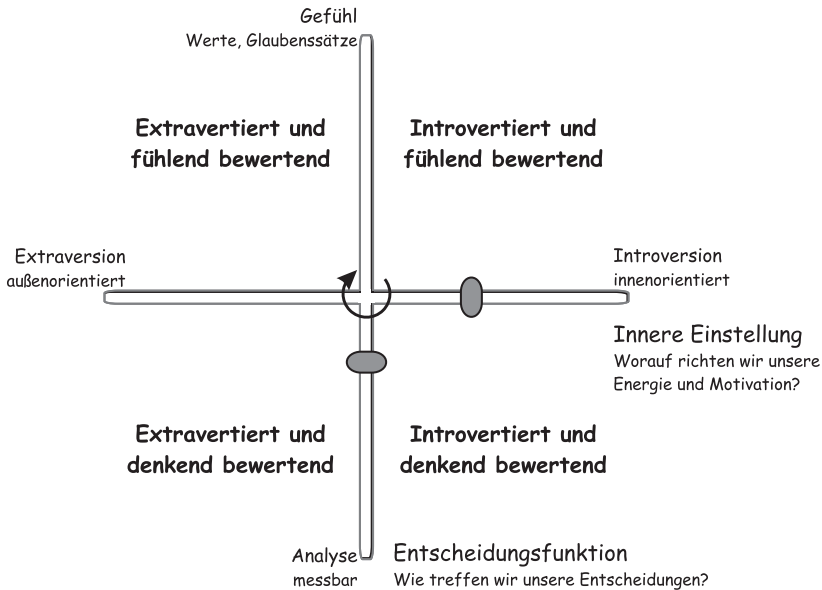 Gefühl
Werte, Glaubenssätze
Extravertiert und
fühlend bewertend
Introvertiert und
fühlend bewertend
Extraversion
außenorientiert
Introversion
innenorientiert
Innere Einstellung
Worauf richten wir unsere
Energie und Motivation?
Extravertiert und
denkend bewertend
Introvertiert und
denkend bewertend
Analyse
messbar
Entscheidungsfunktion
Wie treffen wir unsere Entscheidungen?